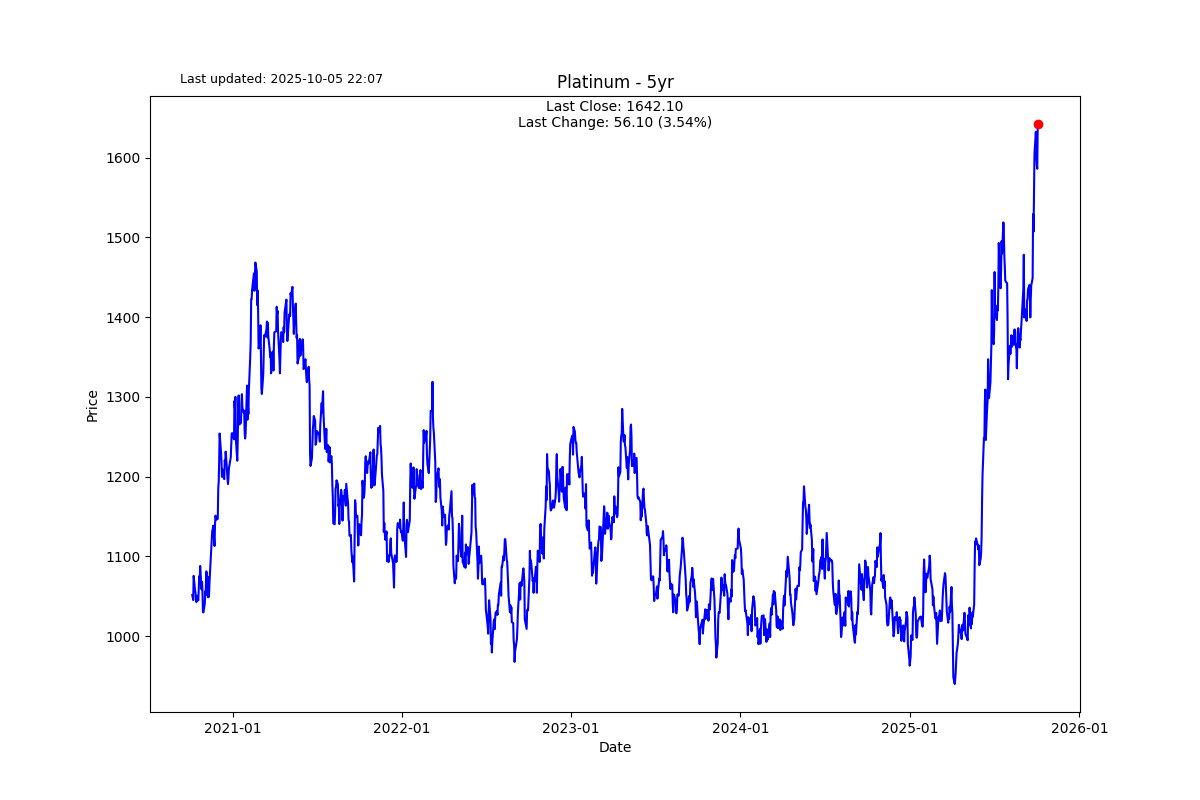 Last updated: 2025-10-05 22:07
Platinum - 5yr
Last Close: 1642.10
Last Change: 56.10 (3.54%)
1600
1500
1400
1300
1200
1100
1000
Price
2021-01
2022-01
2023-01
2024-01
2025-01
2026-01
Date